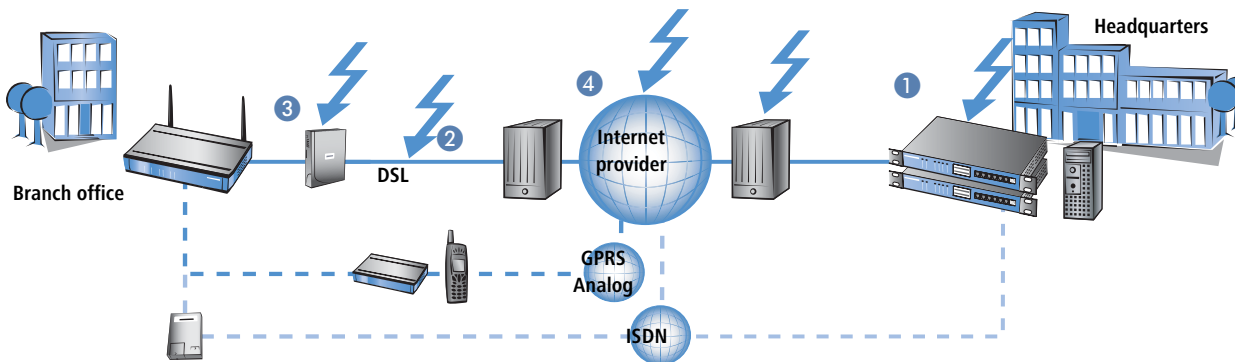 Headquarters
4
1
3
2
Internet
provider
DSL
Branch office
GPRS
Analog
ISDN